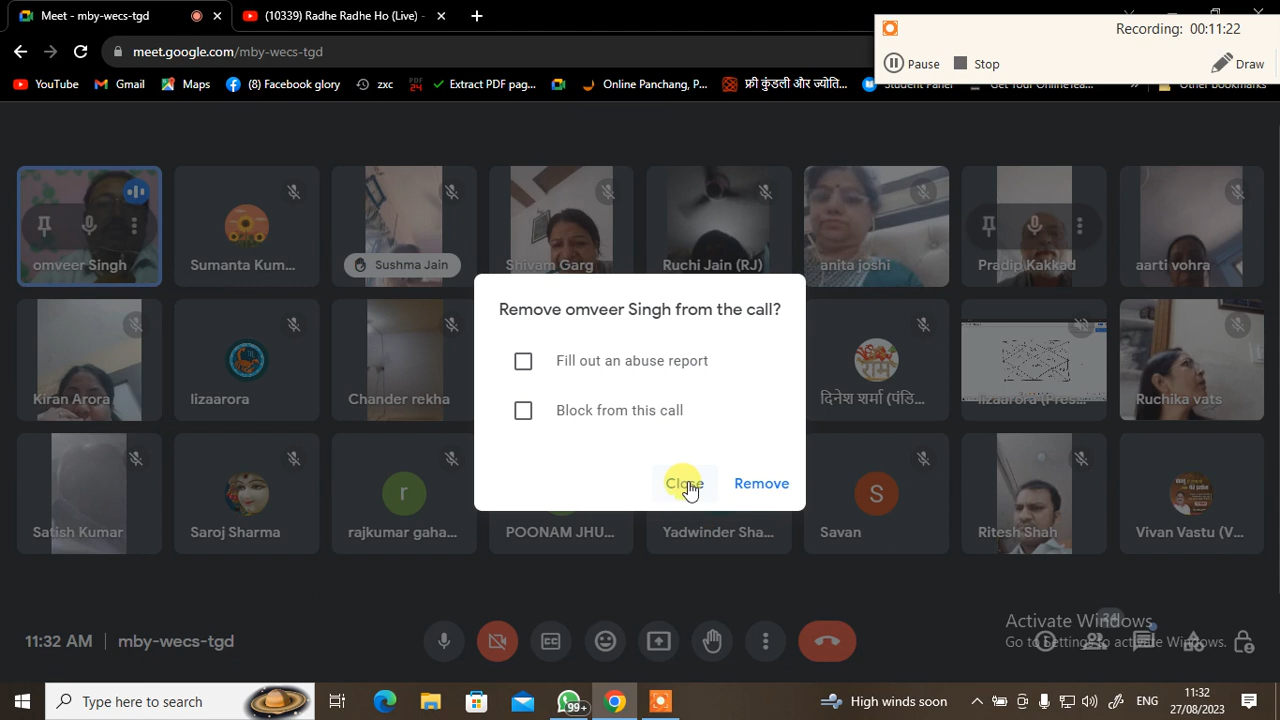 Meet - mby-wecs-tgd
(10339) Radhe Radhe Ho (Live) -
Recording: 00:11:22
Pause
Stop
Draw
meet.google.com/mby-wecs-tgd
YouTube
Gmail
Maps
(8) Facebook glory
zxc
Extract PDF pag...
Online Panchang, P...
फ्री कुंडली और ज्योति...
Student Panel
Other bookmarks
omveer Singh
Sumanta Kum...
Sushma Jain
Shivam Garg
Ruchi Jain (RJ)
anita joshi
Pradip Kakkad
aarti vohra
Remove omveer Singh from the call?
Fill out an abuse report
Block from this call
Close
Remove
Kiran Arora
lizaarora
Chander rekha
राम
दिनेश शर्मा (पंडि...
lizaarora (Pres...
Ruchika vats
Satish Kumar
Saroj Sharma
r
rajkumar gaha...
POONAM JHU...
Yadwinder Sha...
S
Savan
Ritesh Shah
Vivan Vastu (V...
11:32 AM
mby-wecs-tgd
34
Activate Windows
Go to Settings to activate Windows.
Type here to search
99+
High winds soon
ENG
11:32
27/08/2023